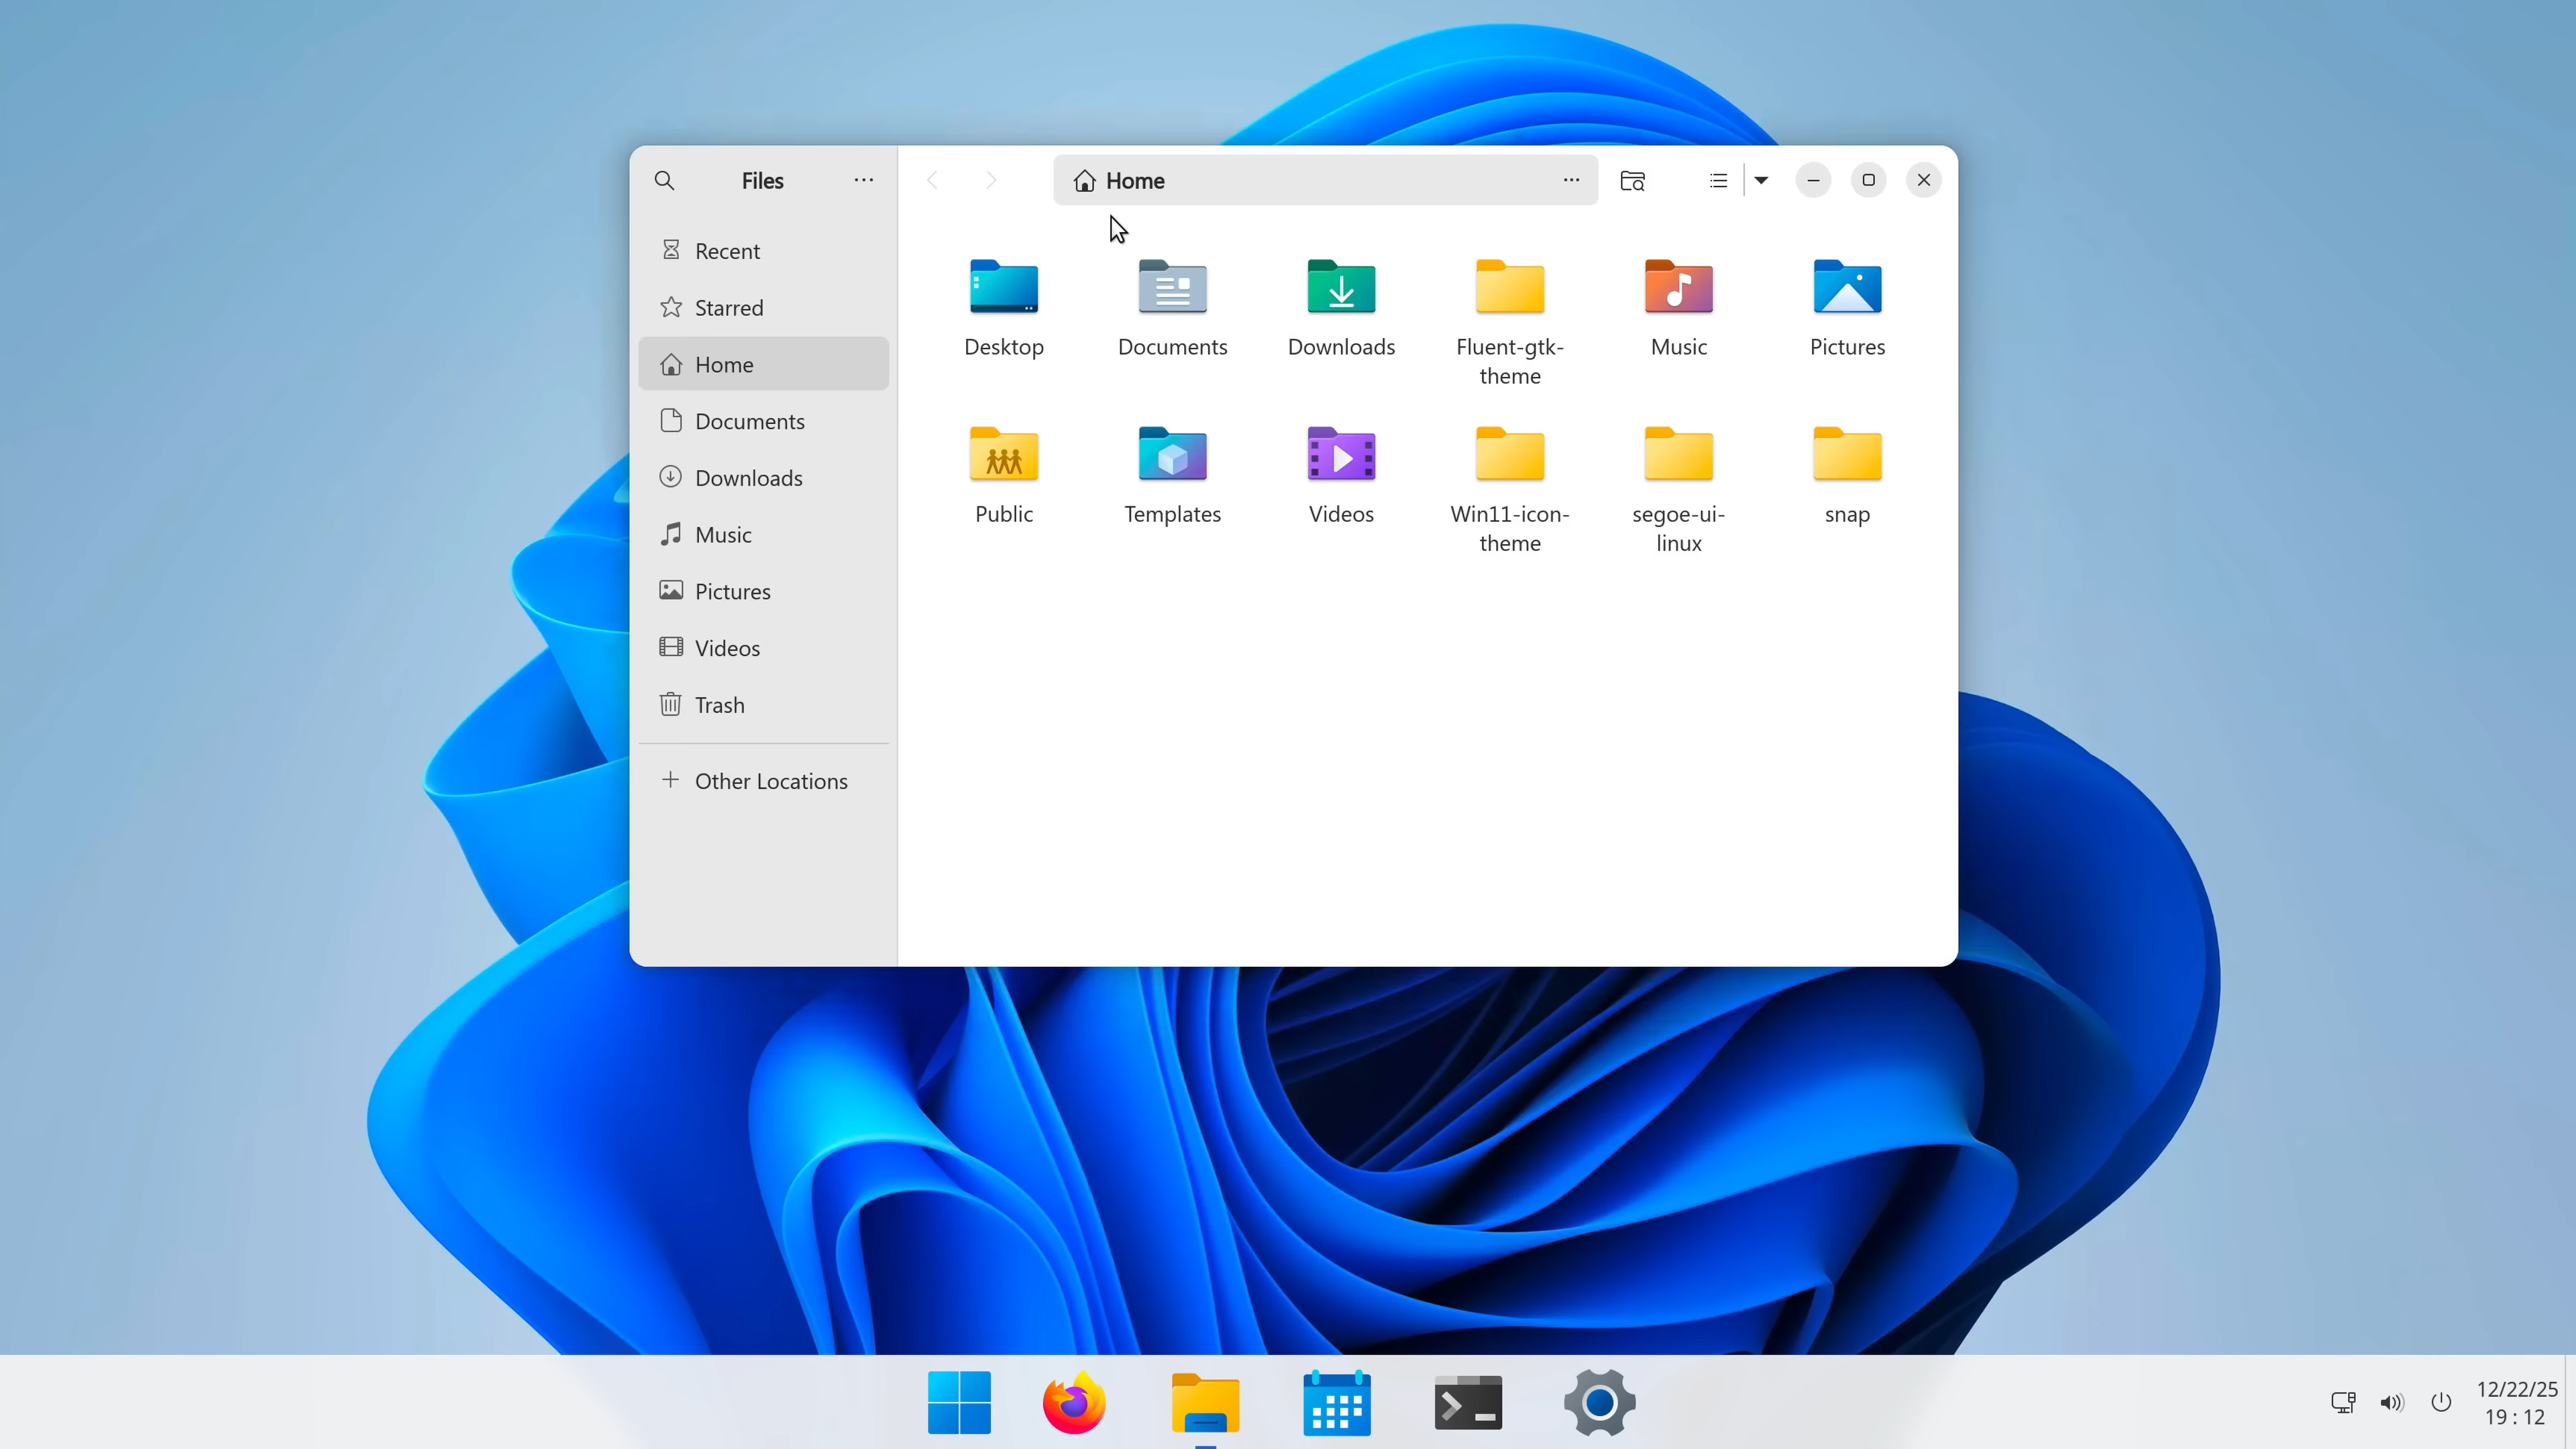 Files
Home
Recent
Starred
Home
Documents
Downloads
Music
Pictures
Videos
Trash
Other Locations
Desktop
Documents
Downloads
Fluent-gtk-
theme
Music
Pictures
Public
Templates
Videos
Win11-icon-
theme
segoe-ui-
linux
snap
12/22/25
19 : 12